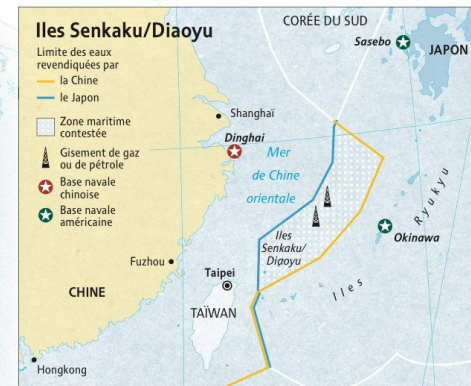 Iles Senkaku/Diaoyu
Limite des eaux
revendiquées par
la Chine
le Japon
Zone maritime
contestée
Gisement de gaz
ou de pétrole
Base navale
chinoise
Base navale
américaine
CORÉE DU SUD
Sasebo
JAPON
Shanghaï
Dinghai
Mer
de Chine
orientale
Iles
Senkaku/
Diaoyu
Okinawa
Iles Ryukyu
Fuzhou
Taipei
CHINE
TAÏWAN
Hongkong